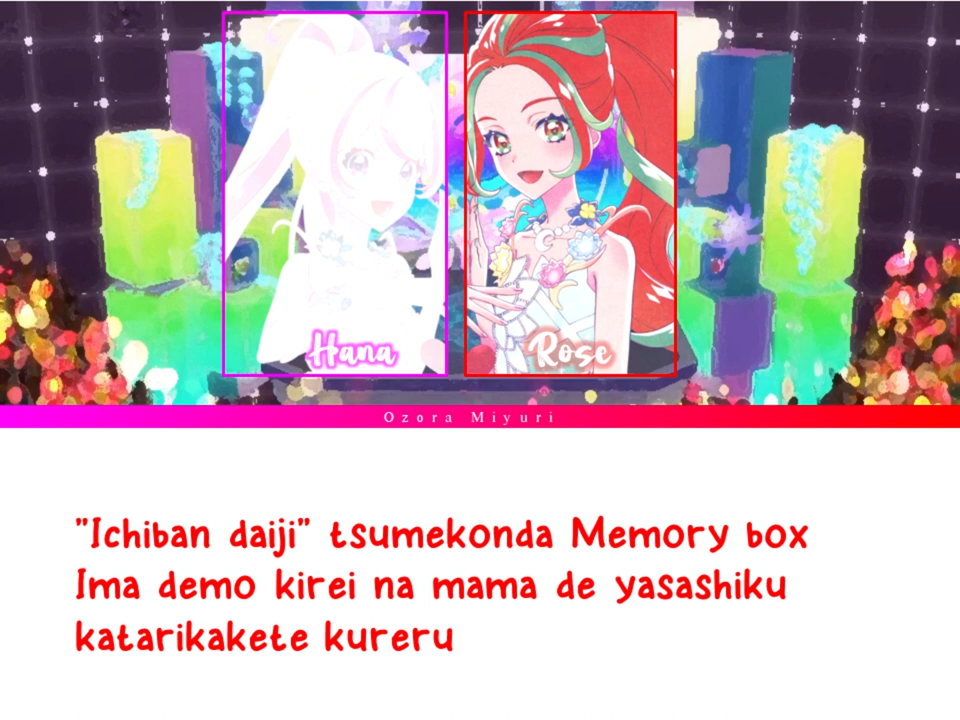 Hana
Rose
Ozora Miyuri
"Ichiban daiji" tsumekonda Memory box
Ima demo kirei na mama de yasashiku
katarikakete kureru